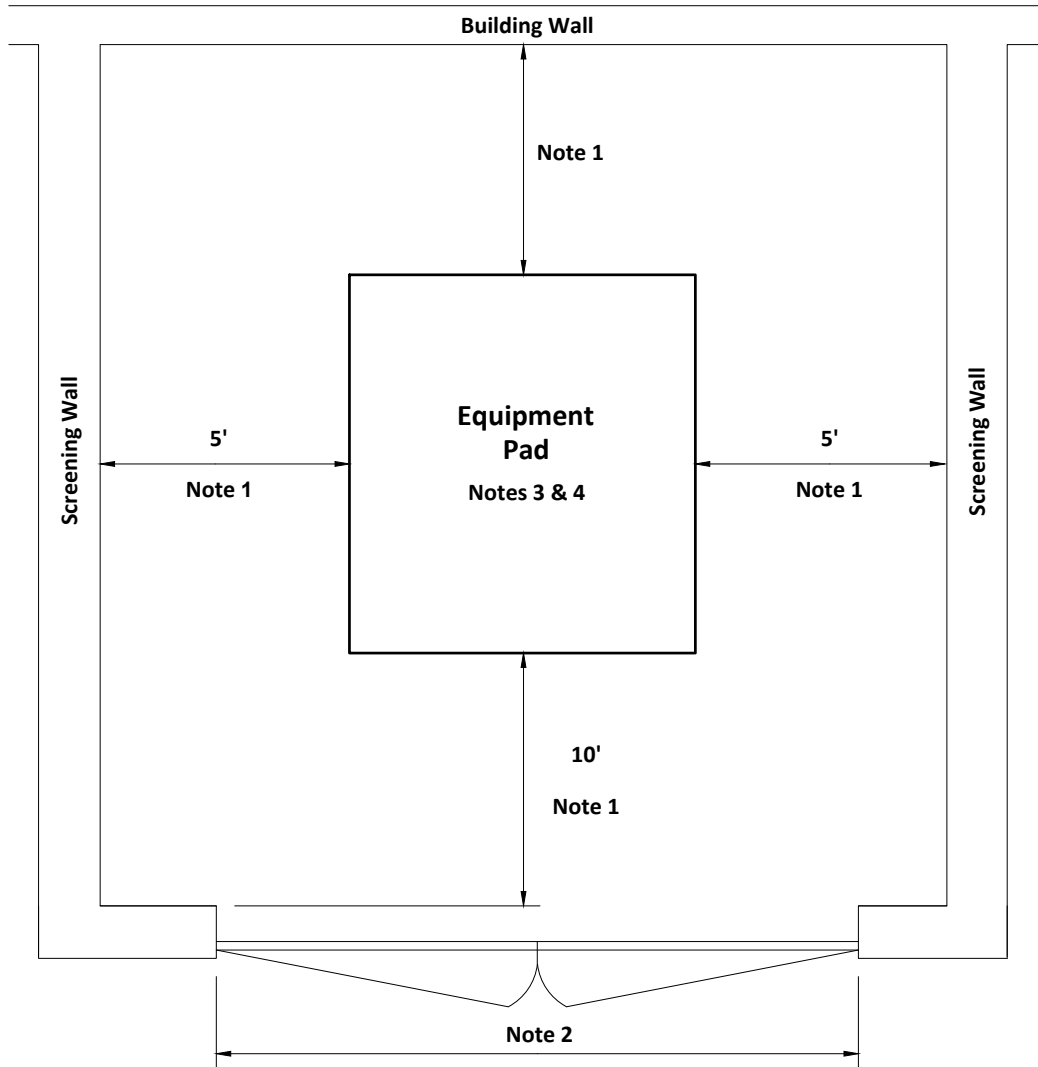 Building Wall
Note 1
Screening Wall
5'
Note 1
Equipment
Pad
Notes 3 & 4
5'
Note 1
Screening Wall
10'
Note 1
Note 2